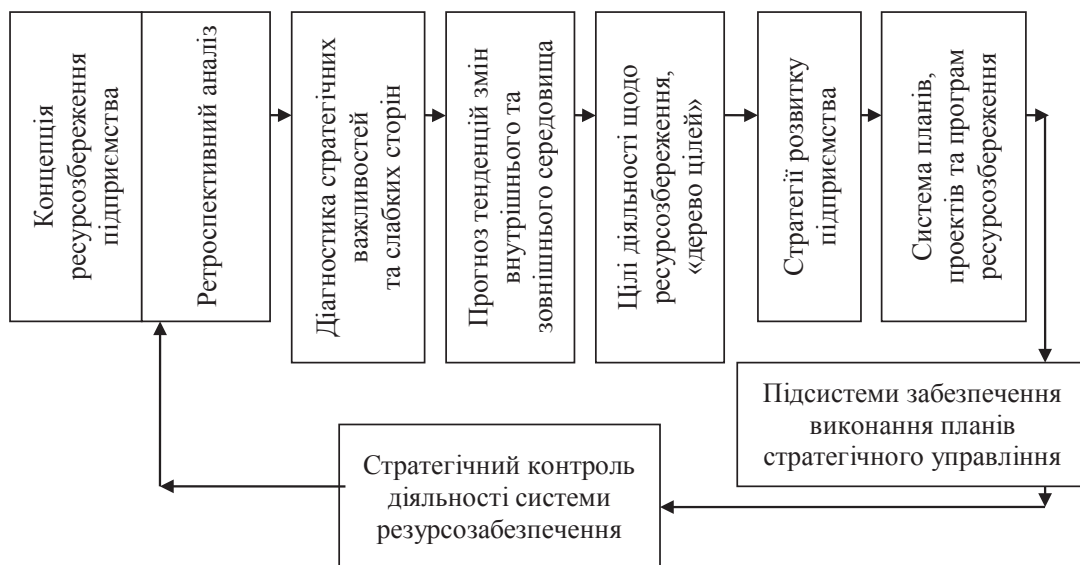 Концепція
ресурсозбереження
підприємства
Ретроспективний аналіз
Діагностика стратегічних
важливостей
та слабких сторін
Прогноз тенденцій змін
внутрішнього та
зовнішнього середовища
Цілі діяльності щодо
ресурсозбереження,
«дерево цілей»
Стратегії розвитку
підприємства
Система планів,
проектів та програм
ресурсозбереження
Підсистеми забезпечення
виконання планів
стратегічного управління
Стратегічний контроль
діяльності системи
резурсозабезпечення